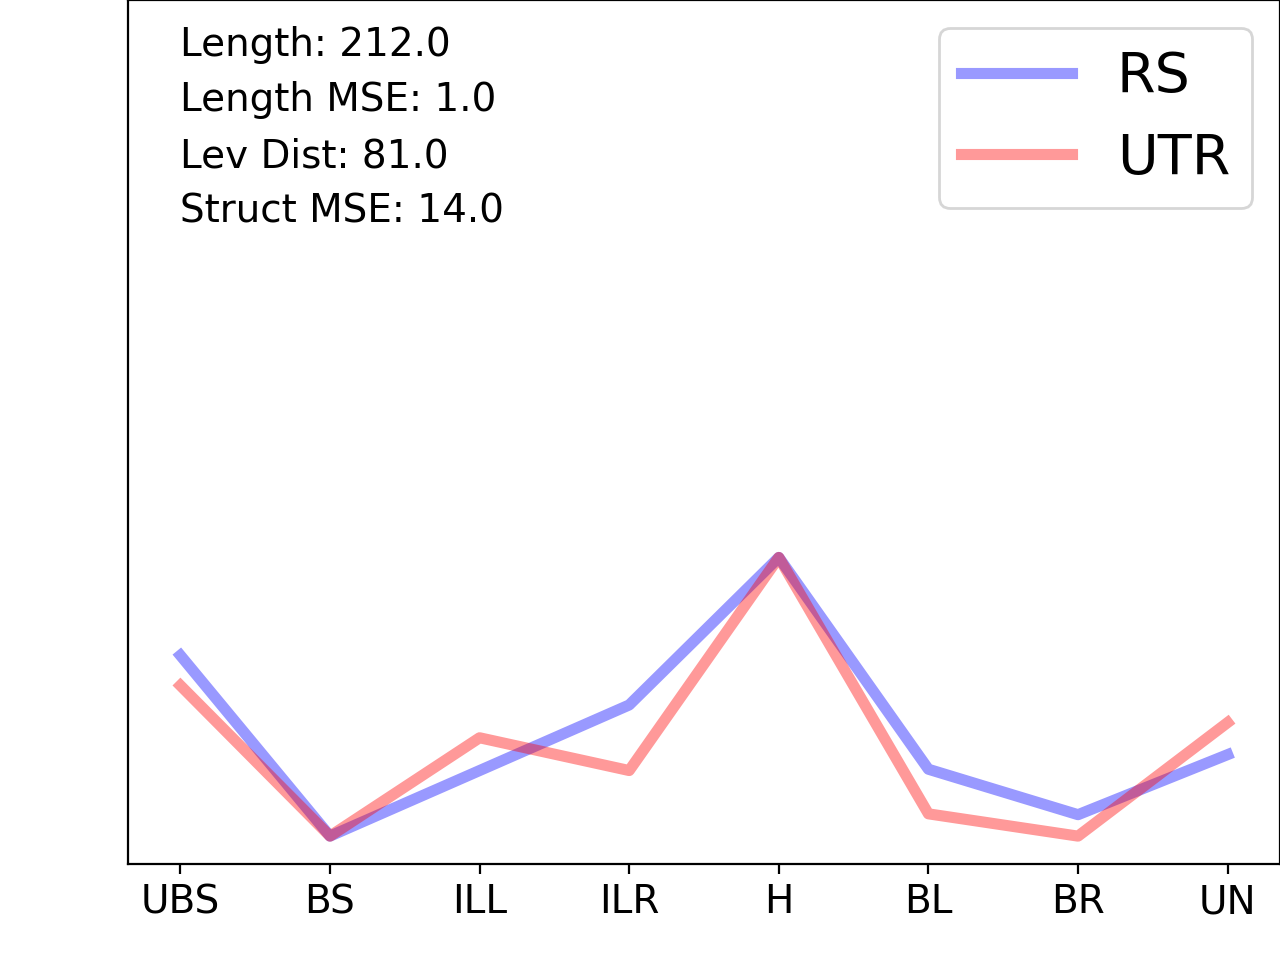 Length: 212.0
Length MSE: 1.0
Lev Dist: 81.0
Struct MSE: 14.0
RS
UTR
UBS BS ILL ILR H BL BR UN